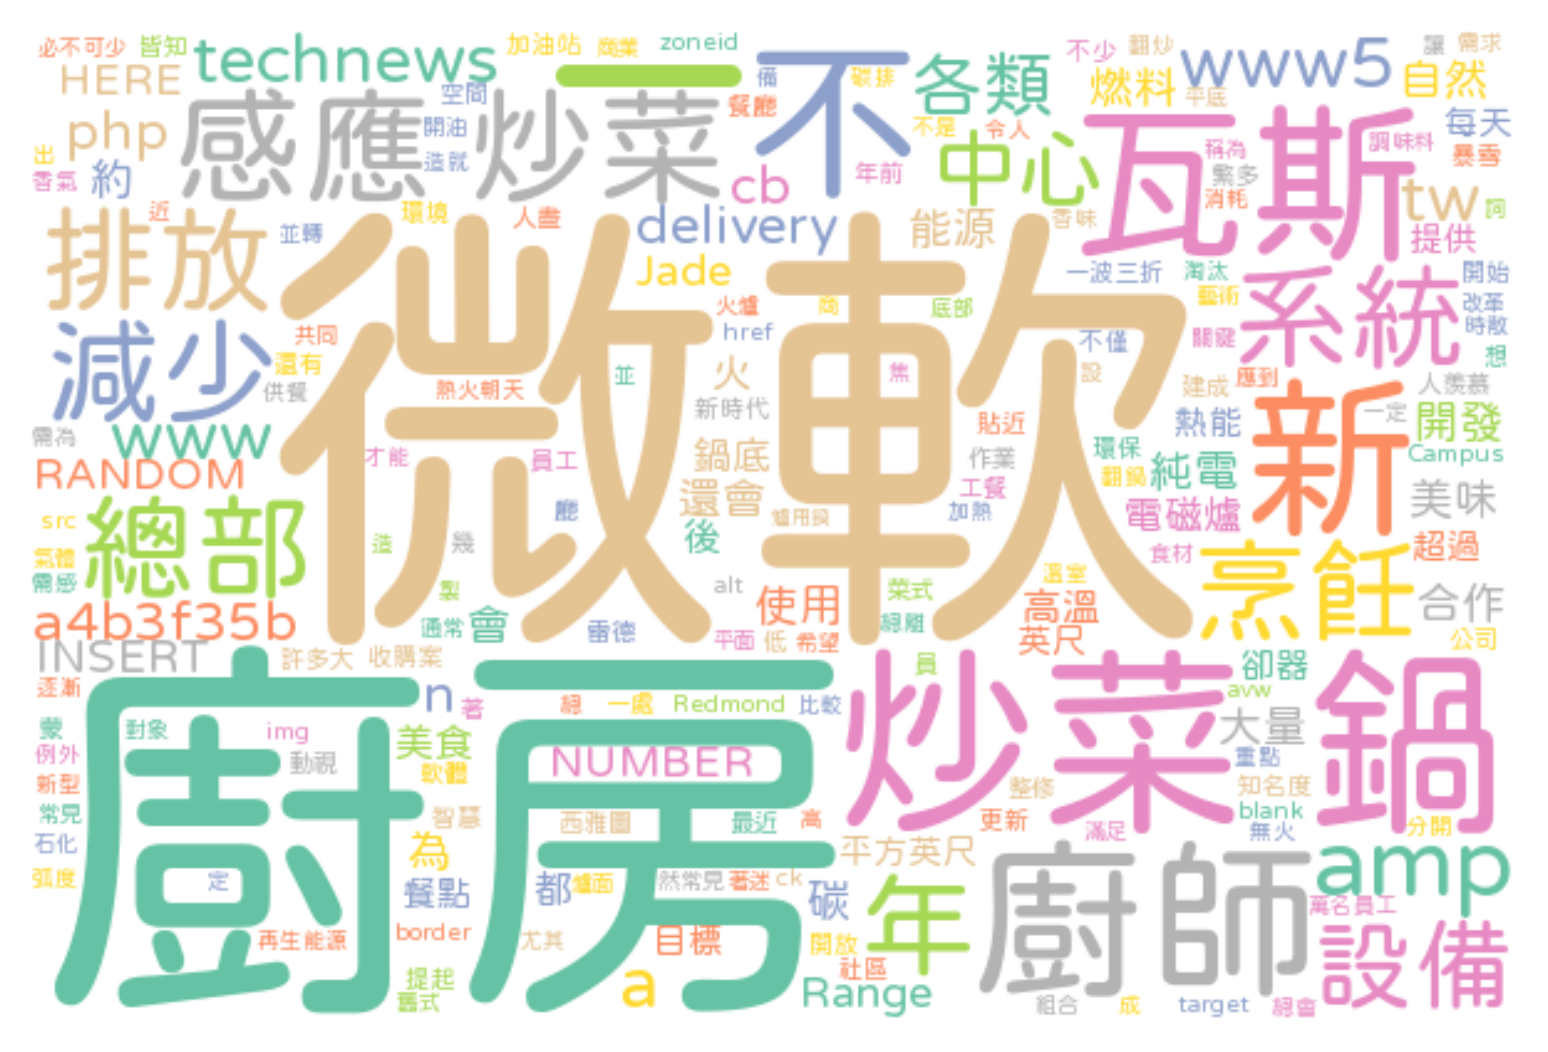 必不可少 皆知 technews 加油站 商業 zoneid 不少 翻炒 www5 讓 需求
HERE 空間 一 不 備 碳排 各類 燃料 平底 自然
php 感應 炒菜 開油 餐廳 不是 令人 瓦斯 調味料 每天
出 約 造就 cb 年前 中心 稱為 繁多 暴雪
香氣 近 環境 人盡 delivery 能源 香味 消耗 tw 詞
排放 並轉 微軟 Jade 一波三折 淘汰 提供
火爐 商 底部 藝術 系統 開始
減少 共同 href 不僅 關鍵 改革
還有 熱火朝天 並 火 焦 設 建成 應到 時敞 想
供餐 新時代 貼近 熱能 新 一定 人羨慕
需為 www 才能 員工 鍋底 作業 環保 開發
RANDOM 還會 工餐 翻鍋 純電 Campus
src 總部 廳 爐用鍋 加熱 電磁爐 美味
氣體 造 幾 後 食材 烹飪 超過
需感 製 alt 使用 菜式 溫室 高溫 合作
a4b3f35b 通常 會 雷德 平面 低 希望 英尺 公司
INSERT 許多大 收購案 員 卻器
逐漸 廚房 n 著 一處 Redmond 比較 炒菜 avw 鍋
蒙 對象 img 美食 大量
例外 動視 軟體 NUMBER 重點
新型 整修 知名度
常見 智慧 西雅圖 最近 高 更新 blank
石化 為 平方英尺 滿足 無火 分開
弧度 定 餐點 都 爐面 然常見 著迷 ck 碳 年 廚師 amp
再生能源 border 尤其 目標 開放 萬名員工
提起 a 社區 設備
舊式 Range 組合 成 target 總會